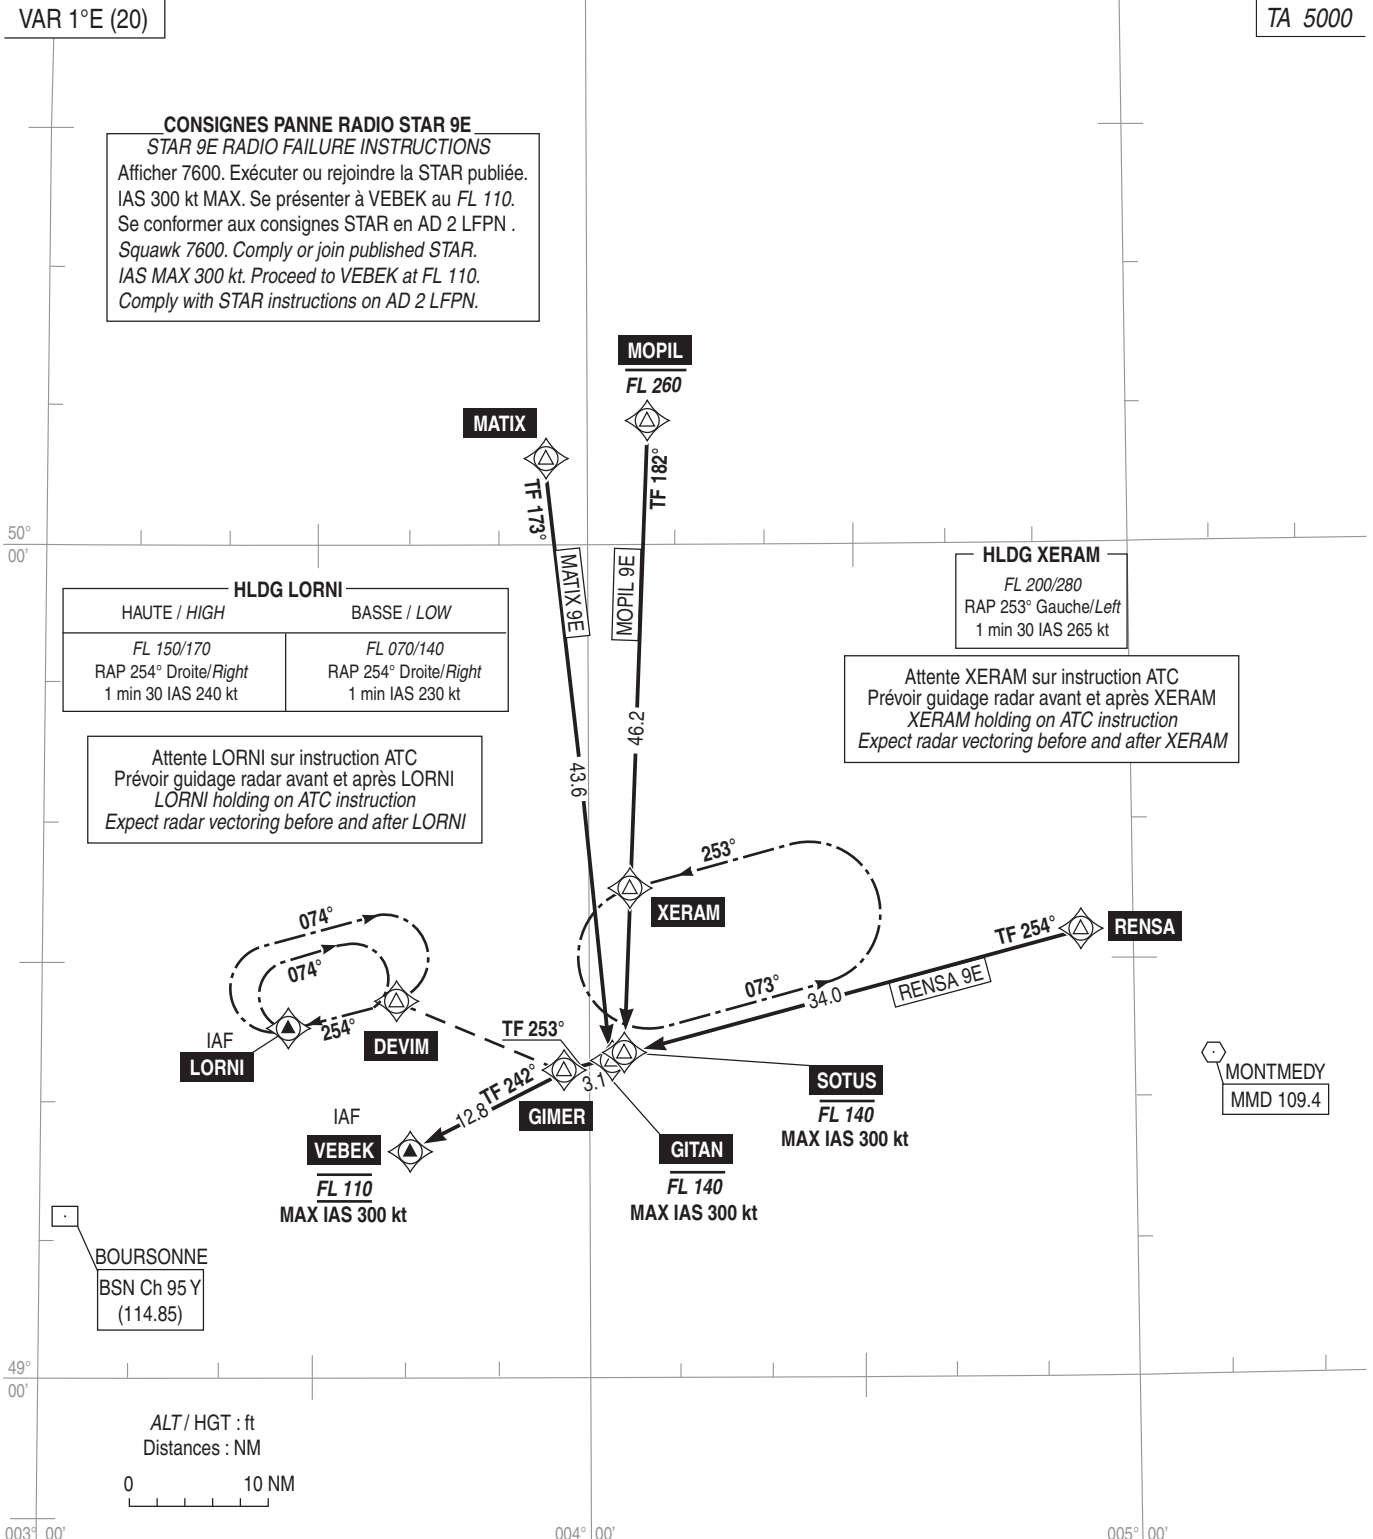 VAR 1°E (20)
TA 5000
CONSIGNES PANNE RADIO STAR 9E
STAR 9E RADIO FAILURE INSTRUCTIONS
Afficher 7600. Exécuter ou rejoindre la STAR publiée.
IAS 300 kt MAX. Se présenter à VEBEK au FL 110.
Se conformer aux consignes STAR en AD 2 LFPN .
Squawk 7600. Comply or join published STAR.
IAS MAX 300 kt. Proceed to VEBEK at FL 110.
Comply with STAR instructions on AD 2 LFPN.
MOPIL
FL 260
MATIX
TF 182°
TF 173°
50°
00'
MATIX 9E
MOPIL 9E
HLDG XERAM
FL 200/280
RAP 253° Gauche/Left
1 min 30 IAS 265 kt
HLDG LORNI
HAUTE / HIGH
BASSE / LOW
FL 150/170
RAP 254° Droite/Right
1 min 30 IAS 240 kt
FL 070/140
RAP 254° Droite/Right
1 min IAS 230 kt
Attente XERAM sur instruction ATC
Prévoir guidage radar avant et après XERAM
XERAM holding on ATC instruction
Expect radar vectoring before and after XERAM
Attente LORNI sur instruction ATC
Prévoir guidage radar avant et après LORNI
LORNI holding on ATC instruction
Expect radar vectoring before and after LORNI
46.2
43.6
253°
XERAM
074°
074°
TF 254°
RENSA
RENSA 9E
073°
34.0
254°
IAF
LORNI
DEVIM
TF 253°
TF 242°
3.1
12.8
GIMER
SOTUS
FL 140
MAX IAS 300 kt
MONTMEDY
MMD 109.4
IAF
VEBEK
FL 110
MAX IAS 300 kt
GITAN
FL 140
MAX IAS 300 kt
BOURSONNE
BSN Ch 95 Y
(114.85)
49°
00'
ALT / HGT : ft
Distances : NM
0
10 NM
003° 00'
004° 00'
005° 00'